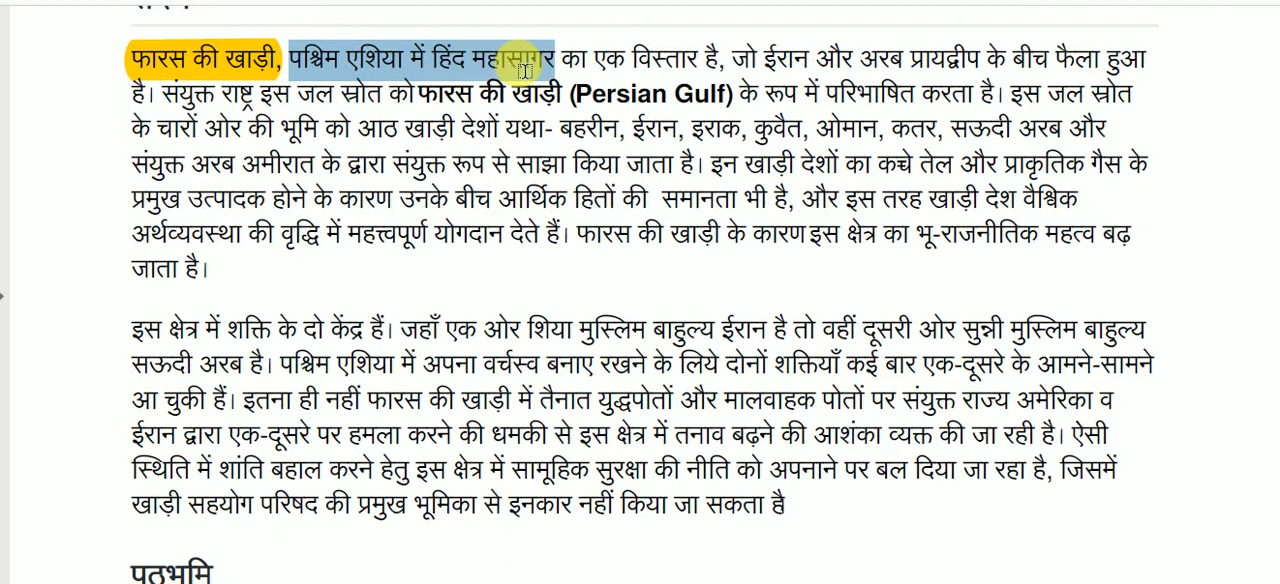 फारस की खाड़ी, पश्चिम एशिया में हिंद महासागर का एक विस्तार है, जो ईरान और अरब प्रायद्वीप के बीच फैला हुआ
है। संयुक्त राष्ट्र इस जल स्रोत को फारस की खाड़ी (Persian Gulf) के रूप में परिभाषित करता है। इस जल स्रोत
के चारों ओर की भूमि को आठ खाड़ी देशों यथा- बहरीन, ईरान, इराक, कुवैत, ओमान, कतर, सऊदी अरब और
संयुक्त अरब अमीरात के द्वारा संयुक्त रूप से साझा किया जाता है। इन खाड़ी देशों का कच्चे तेल और प्राकृतिक गैस के
प्रमुख उत्पादक होने के कारण उनके बीच आर्थिक हितों की समानता भी है, और इस तरह खाड़ी देश वैश्विक
अर्थव्यवस्था की वृद्धि में महत्त्वपूर्ण योगदान देते हैं। फारस की खाड़ी के कारण इस क्षेत्र का भू-राजनीतिक महत्व बढ़
जाता है।
इस क्षेत्र में शक्ति के दो केंद्र हैं। जहाँ एक ओर शिया मुस्लिम बाहुल्य ईरान है तो वहीं दूसरी ओर सुन्नी मुस्लिम बाहुल्य
सऊदी अरब है। पश्चिम एशिया में अपना वर्चस्व बनाए रखने के लिये दोनों शक्तियाँ कई बार एक-दूसरे के आमने-सामने
आ चुकी हैं। इतना ही नहीं फारस की खाड़ी में तैनात युद्धपोतों और मालवाहक पोतों पर संयुक्त राज्य अमेरिका व
ईरान द्वारा एक-दूसरे पर हमला करने की धमकी से इस क्षेत्र में तनाव बढ़ने की आशंका व्यक्त की जा रही है। ऐसी
स्थिति में शांति बहाल करने हेतु इस क्षेत्र में सामूहिक सुरक्षा की नीति को अपनाने पर बल दिया जा रहा है, जिसमें
खाड़ी सहयोग परिषद की प्रमुख भूमिका से इनकार नहीं किया जा सकता है।